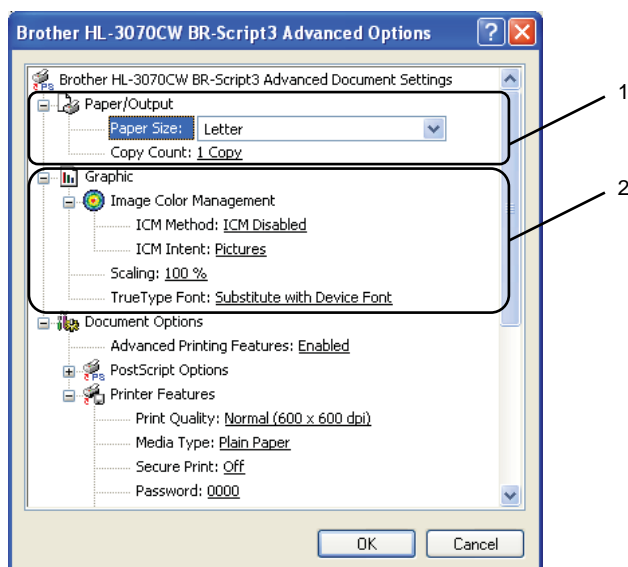 Brother HL-3070CW BR-Script3 Advanced Options
Brother HL-3070CW BR-Script3 Advanced Document Settings
Paper/Output
Paper Size: Letter
Copy Count: 1 Copy
1
Graphic
Image Color Management
2
ICM Method: ICM Disabled
ICM Intent: Pictures
Scaling: 100 %
TrueType Font: Substitute with Device Font
Document Options
Advanced Printing Features: Enabled
PostScript Options
Printer Features
Print Quality: Normal (600 x 600 dpi)
Media Type: Plain Paper
Secure Print: Off
Password: 0000
OK Cancel